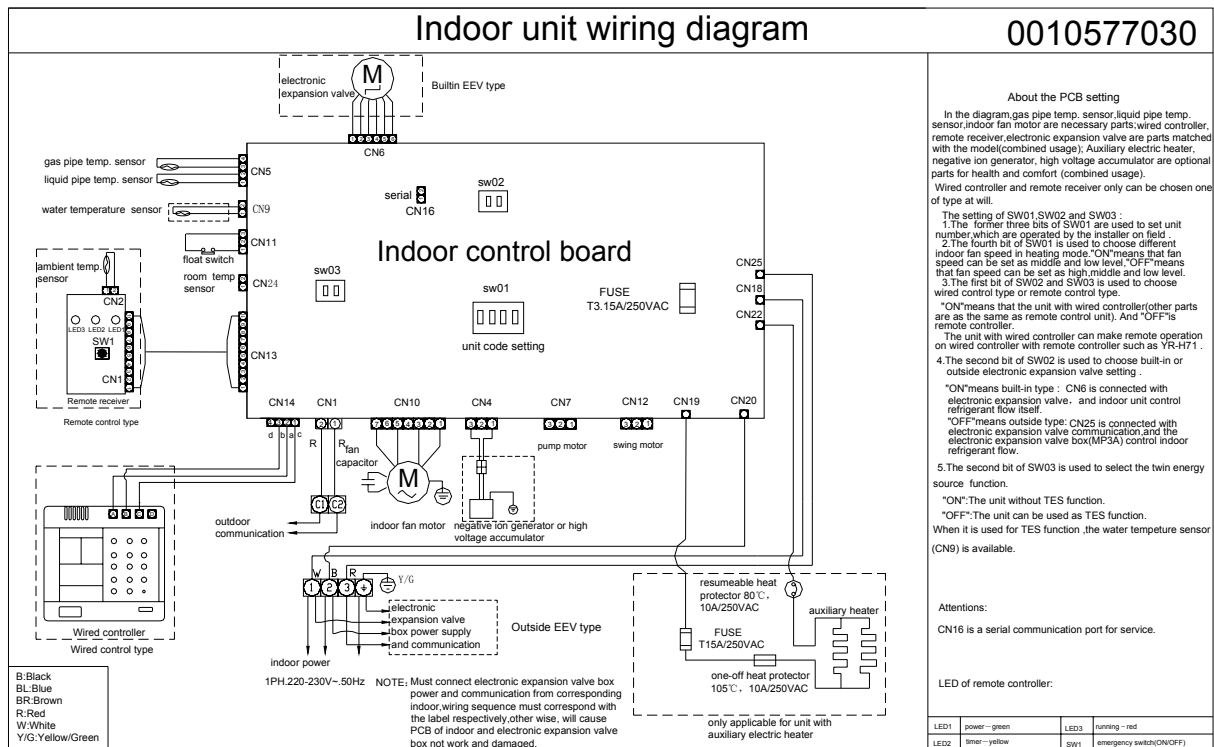 Indoor unit wiring diagram
0010577030
electronic
expansion valve
M
Builtin EEV type
CN6
gas pipe temp. sensor
liquid pipe temp. sensor
CN5
water temperature sensor
CN9
float switch
CN11
room temp
sensor
CN24
serial
CN16
sw02
sw03
Indoor control board
sw01
unit code setting
FUSE
T3.15A/250VAC
CN25
CN18
CN22
ambient temp.
sensor
CN2
LED3 LED2 LED1
SW1
CN1
Remote receiver
Remote control type
CN13
CN14
CN1
CN10
CN4
CN7
CN12
CN19
CN20
d b a c
R
R
fan
capacitor
M
pump motor
swing motor
C1 C2
outdoor
communication
indoor fan motor
negative ion generator or high
voltage accumulator
W B R
Y/G
1 2 3
electronic
expansion valve
box power supply
and communication
Outside EEV type
indoor power
1PH.220-230V~.50Hz
NOTE: Must connect electronic expansion valve box
power and communication from corresponding
indoor,wiring sequence must correspond with
the label respectively,other wise, will cause
PCB of indoor and electronic expansion valve
box not work and damaged.
Wired controller
Wired control type
B:Black
BL:Blue
BR:Brown
R:Red
W:White
Y/G:Yellow/Green
resumeable heat
protector 80℃,
10A/250VAC
auxiliary heater
FUSE
T15A/250VAC
one-off heat protector
105℃, 10A/250VAC
only applicable for unit with
auxiliary electric heater
About the PCB setting
In the diagram,gas pipe temp. sensor,liquid pipe temp.
sensor,indoor fan motor are necessary parts;wired controller,
remote receiver,electronic expansion valve are parts matched
with the model(combined usage); Auxiliary electric heater,
negative ion generator, high voltage accumulator are optional
parts for health and comfort (combined usage).
Wired controller and remote receiver only can be chosen one
of type at will.
The setting of SW01,SW02 and SW03 :
1.The former three bits of SW01 are used to set unit
number,which are operated by the installer on field .
2.The fourth bit of SW01 is used to choose different
indoor fan speed in heating mode."ON"means that fan
speed can be set as middle and low level,"OFF"means
that fan speed can be set as high,middle and low level.
3.The first bit of SW02 and SW03 is used to choose
wired control type or remote control type.
"ON"means that the unit with wired controller(other parts
are as the same as remote control unit). And "OFF"is
remote controller.
The unit with wired controller can make remote operation
on wired controller with remote controller such as YR-H71 .
4.The second bit of SW02 is used to choose built-in or
outside electronic expansion valve setting .
"ON"means built-in type : CN6 is connected with
electronic expansion valve, and indoor unit control
refrigerant flow itself.
"OFF"means outside type: CN25 is connected with
electronic expansion valve communication,and the
electronic expansion valve box(MP3A) control indoor
refrigerant flow.
5.The second bit of SW03 is used to select the twin energy
source function.
"ON":The unit without TES function.
"OFF":The unit can be used as TES function.
When it is used for TES function ,the water tempeture sensor
(CN9) is available.
Attentions:
CN16 is a serial communication port for service.
LED of remote controller:
LED1 power－green LED3 running－red
LED2 timer－yellow SW1 emergency switch(ON/OFF)